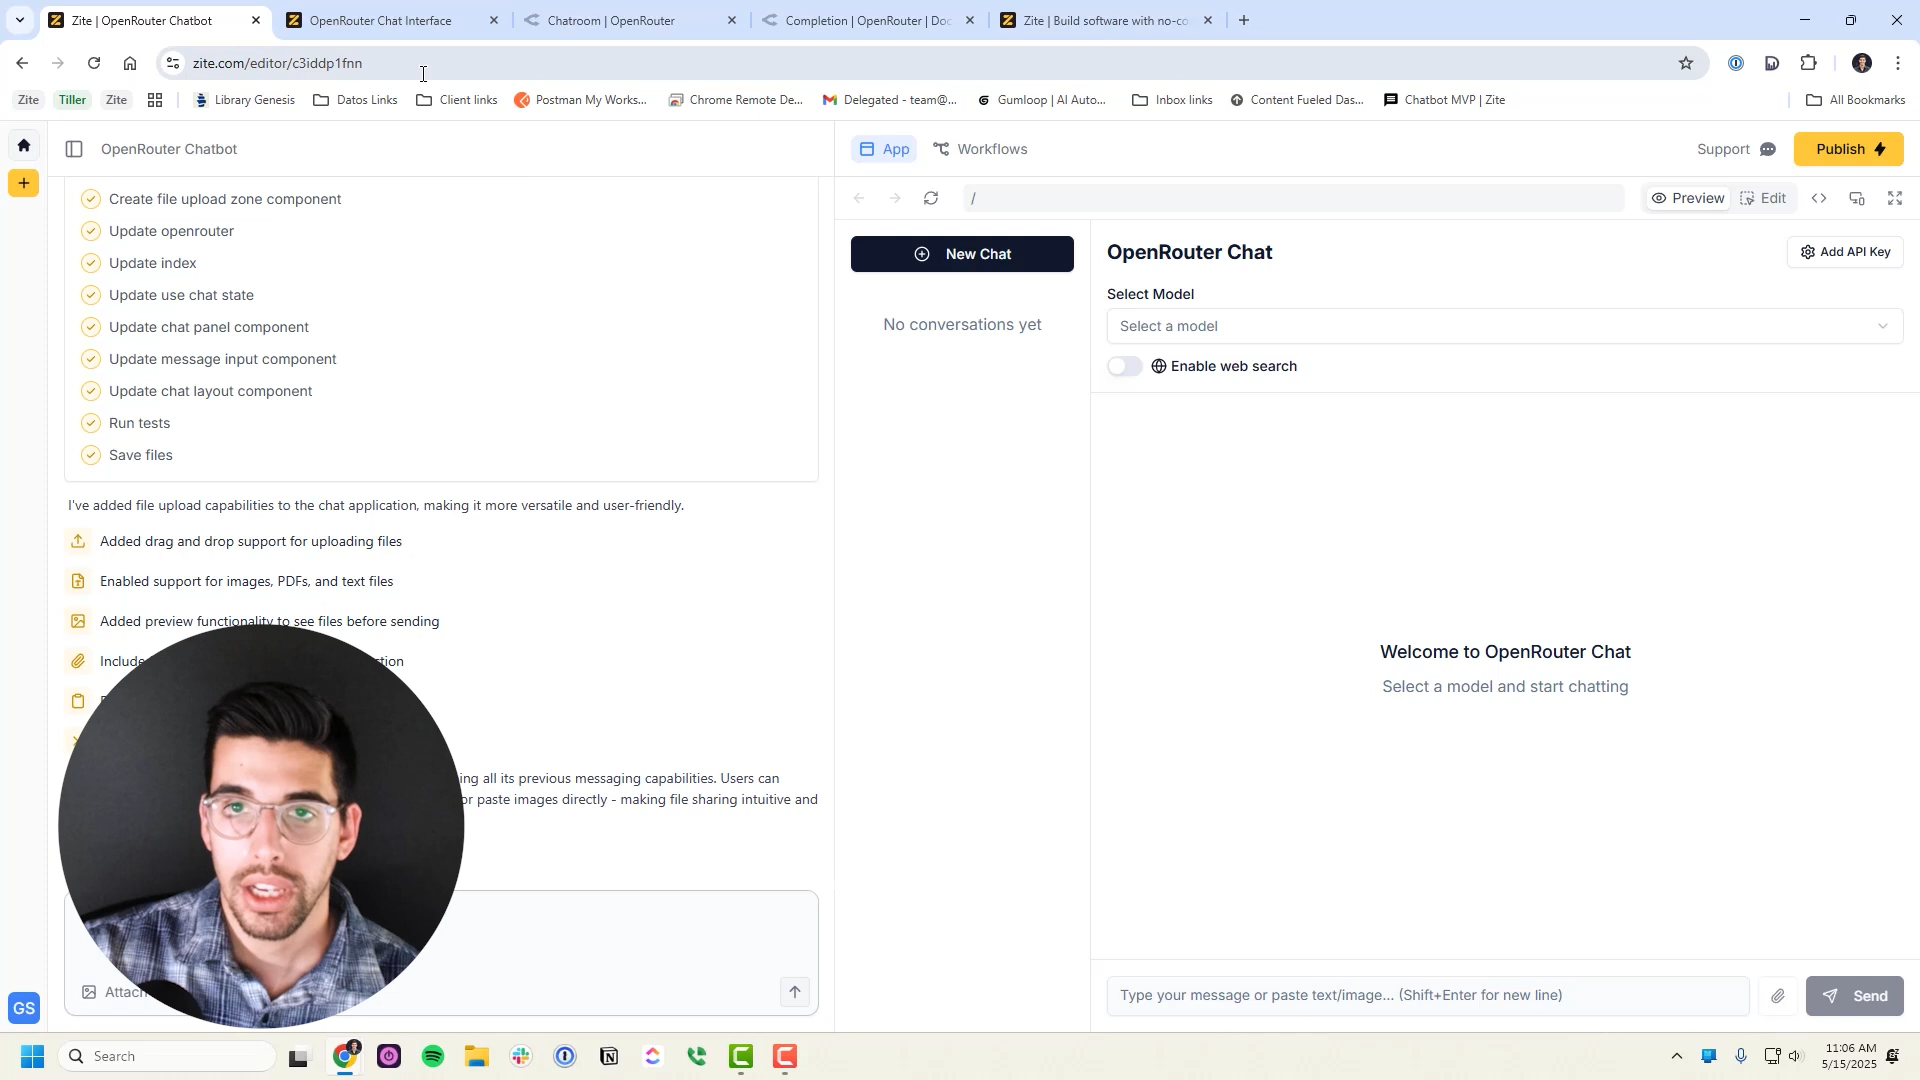 Zite | OpenRouter Chatbot
OpenRouter Chat Interface
Chatroom | OpenRouter
Completion | OpenRouter | Doc
Zite | Build software with no-co
zite.com/editor/c3iddp1fnn
Zite
Tiller
Zite
Library Genesis
Datos Links
Client links
Postman My Works...
Chrome Remote De...
Delegated - team@...
Gumloop | AI Auto...
Inbox links
Content Fueled Das...
Chatbot MVP | Zite
All Bookmarks
OpenRouter Chatbot
App
Workflows
Support
Publish
Create file upload zone component
Update openrouter
Update index
Update use chat state
Update chat panel component
Update message input component
Update chat layout component
Run tests
Save files
I've added file upload capabilities to the chat application, making it more versatile and user-friendly.
Added drag and drop support for uploading files
Enabled support for images, PDFs, and text files
Added preview functionality to see files before sending
ing all its previous messaging capabilities. Users can
or paste images directly - making file sharing intuitive and
GS
/
Preview
Edit
New Chat
No conversations yet
OpenRouter Chat
Add API Key
Select Model
Select a model
Enable web search
Welcome to OpenRouter Chat
Select a model and start chatting
Type your message or paste text/image... (Shift+Enter for new line)
Send
Search
11:06 AM
5/15/2025